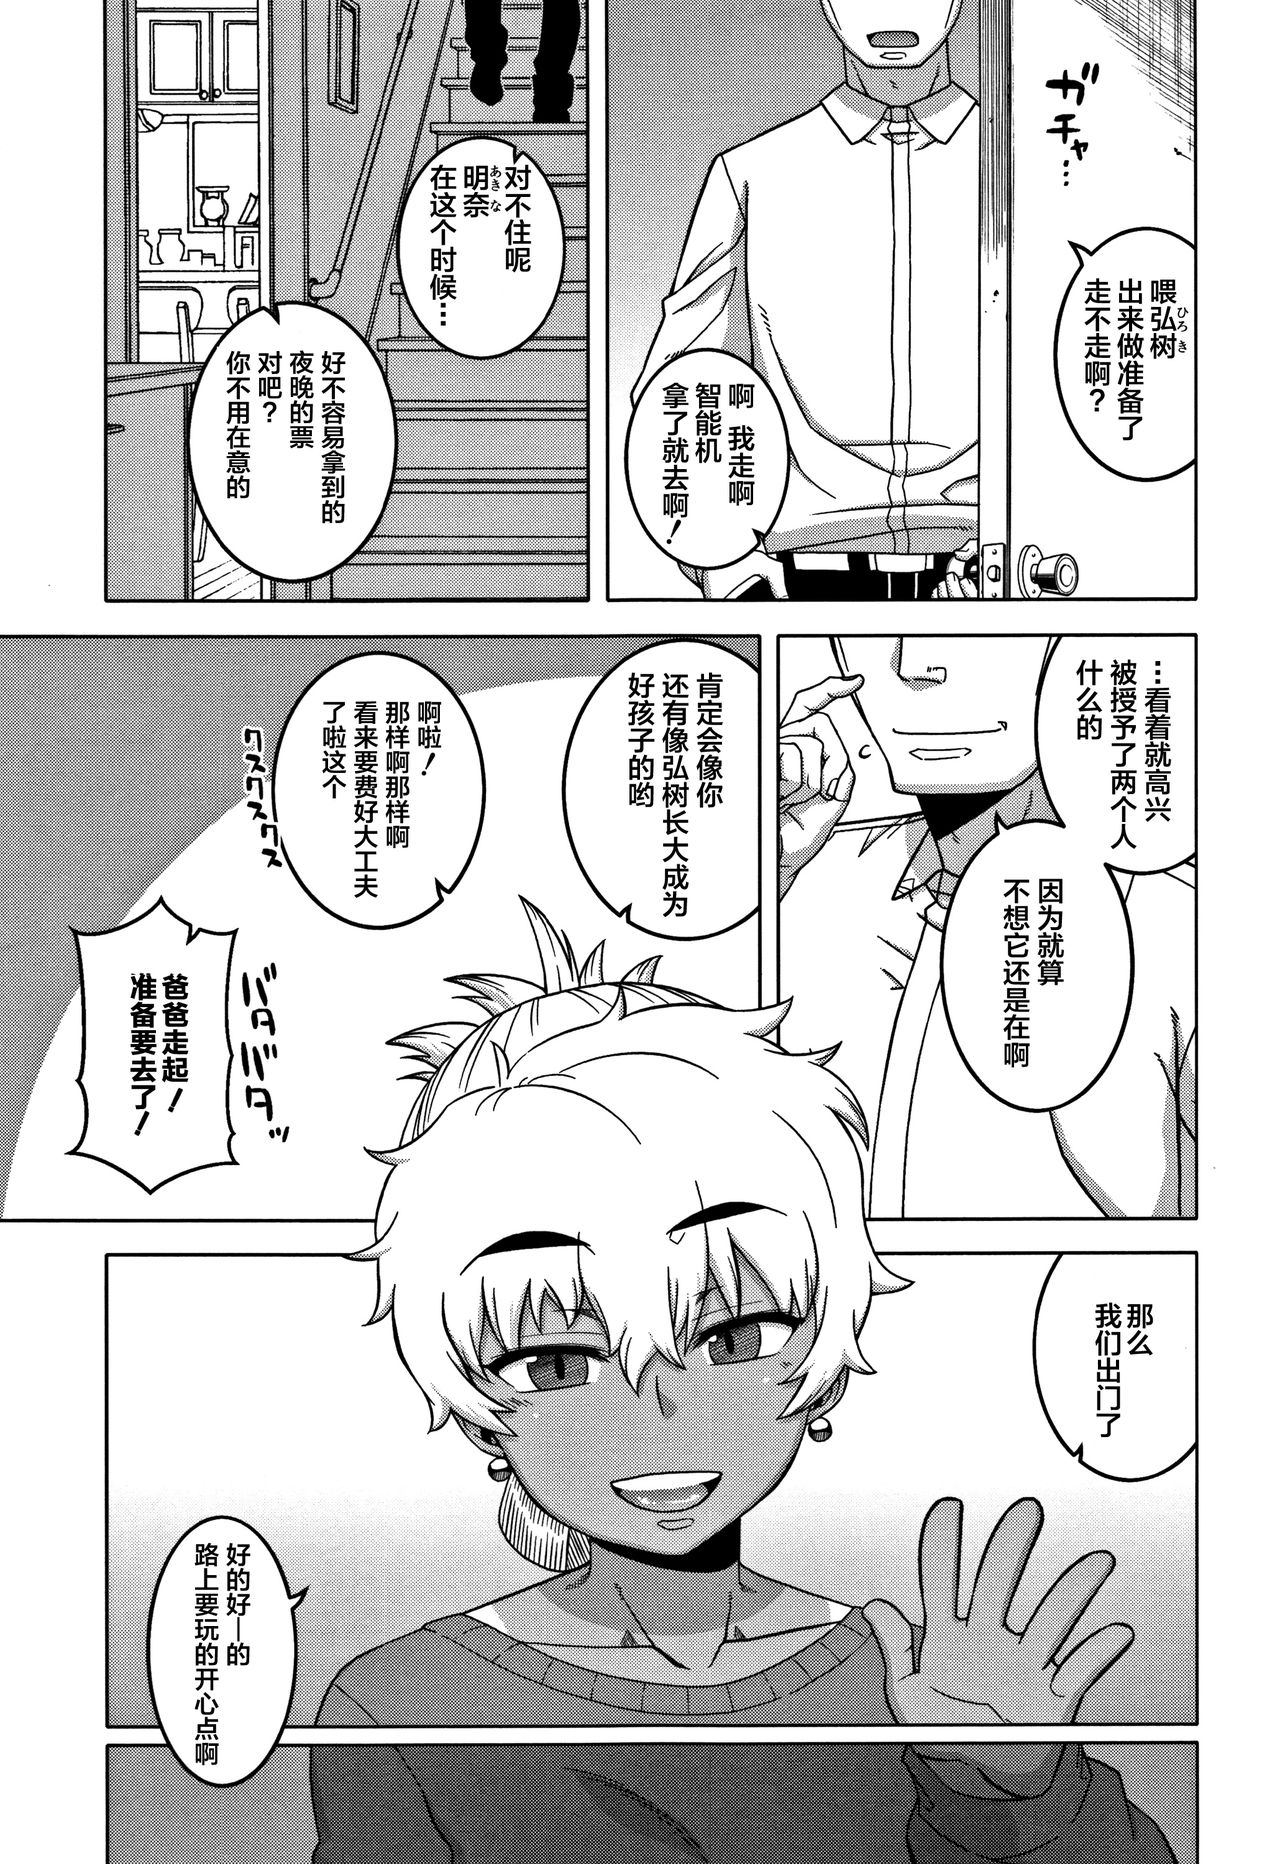 ガチャ…
喂弘树
ひろき
出来做准备了
走不走啊？
啊 我走啊
智能机
拿了就去啊！
对不住呢
明奈
あきな
在这个时候…
好不容易拿到的
夜晚的票
对吧？
你不用在意的
…看着就高兴
被授予了两个人
什么的
因为就算
不想它还是在啊
肯定会像你
还有像弘树长大成为
好孩子的哟
啊啦！
那样啊那样啊
看来要费好大工夫
了啦这个
クスクスクス
バタバタッ
爸爸走起！
准备要去了！
那么
我们出门了
好的好—的
路上要玩的开心点啊